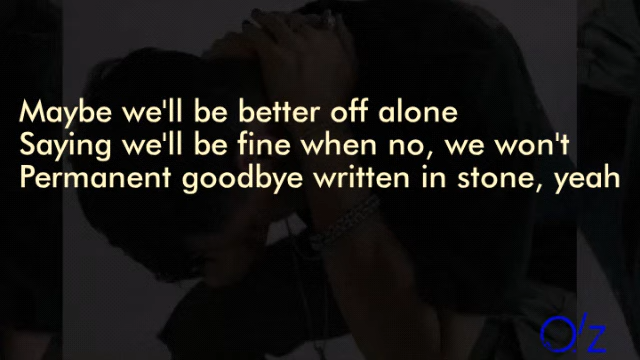 Maybe we'll be better off alone
Saying we'll be fine when no, we won't
Permanent goodbye written in stone, yeah
O'z